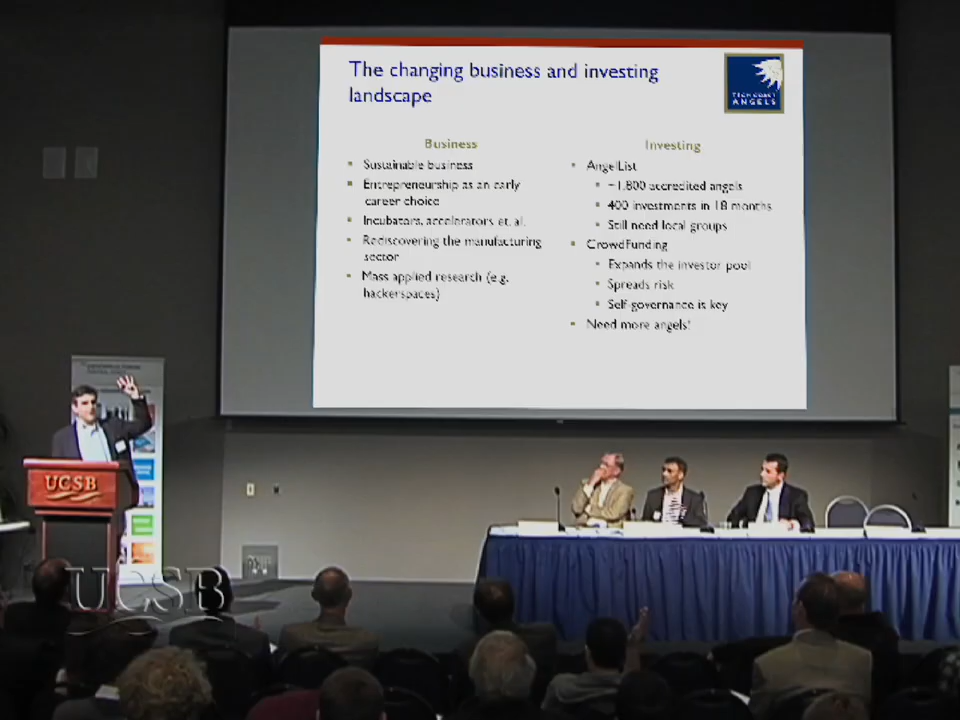 The changing business and investing
landscape
TECH COAST
ANGELS
Business
Sustainable business
Entrepreneurship as an early
career choice
Incubators, accelerators et. al.
Rediscovering the manufacturing
sector
Mass applied research (e.g.
hackerspaces)
Investing
AngelList
~1,800 accredited angels
400 investments in 18 months
Still need local groups
CrowdFunding
Expands the investor pool
Spreads risk
Self-governance is key
Need more angels!
UCSB
UCSB